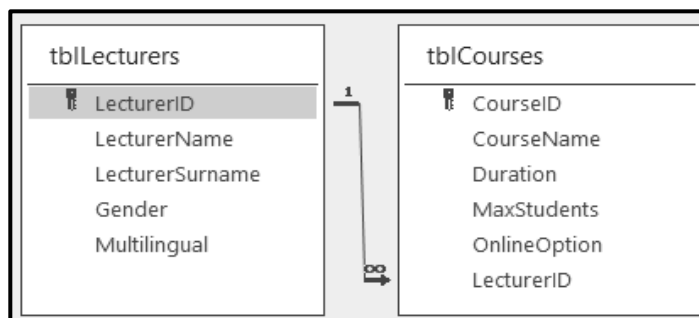 tblLecturers
LecturerID
LecturerName
LecturerSurname
Gender
Multilingual
1
∞
tblCourses
CourseID
CourseName
Duration
MaxStudents
OnlineOption
LecturerID